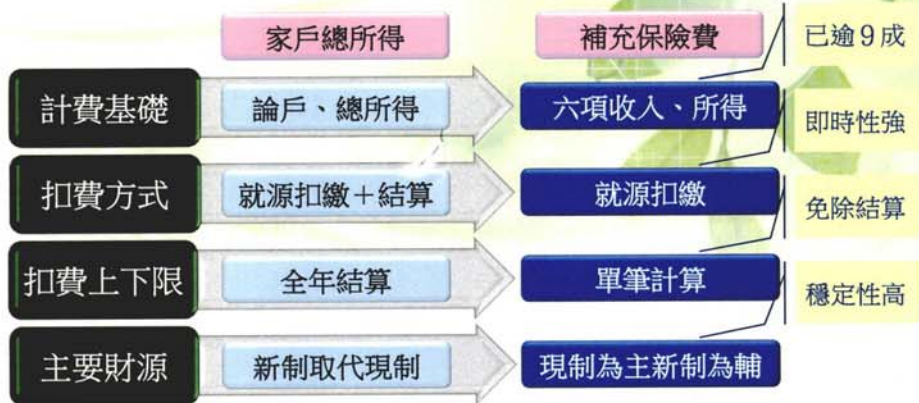 家戶總所得
補充保險費
已逾9成
計費基礎
論戶、總所得
六項收入、所得
即時性強
扣費方式
就源扣繳＋結算
就源扣繳
免除結算
扣費上下限
全年結算
單筆計算
穩定性高
主要財源
新制取代現制
現制為主新制為輔